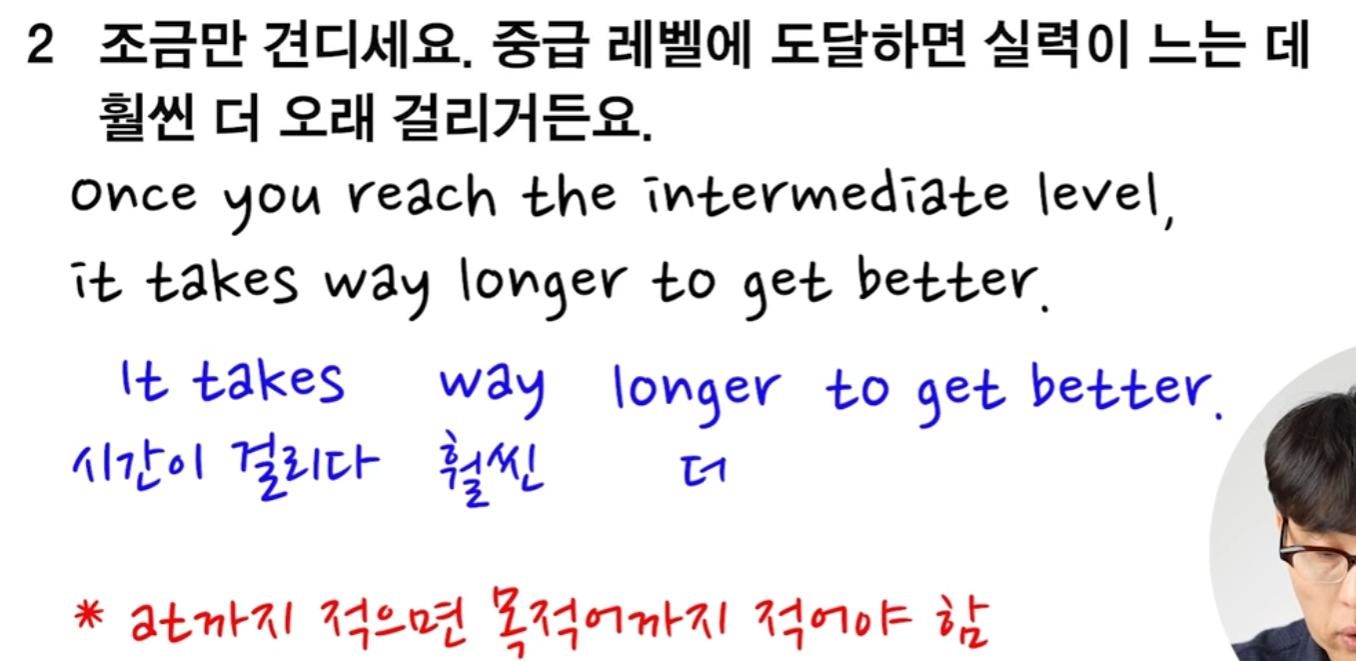 2 조금만 견디세요. 중급 레벨에 도달하면 실력이 느는 데
훨씬 더 오래 걸리거든요.
Once you reach the intermediate level,
it takes way longer to get better.
It takes way longer to get better.
시간이 걸리다 훨씬 더
* at까지 적으면 목적어까지 적어야 함